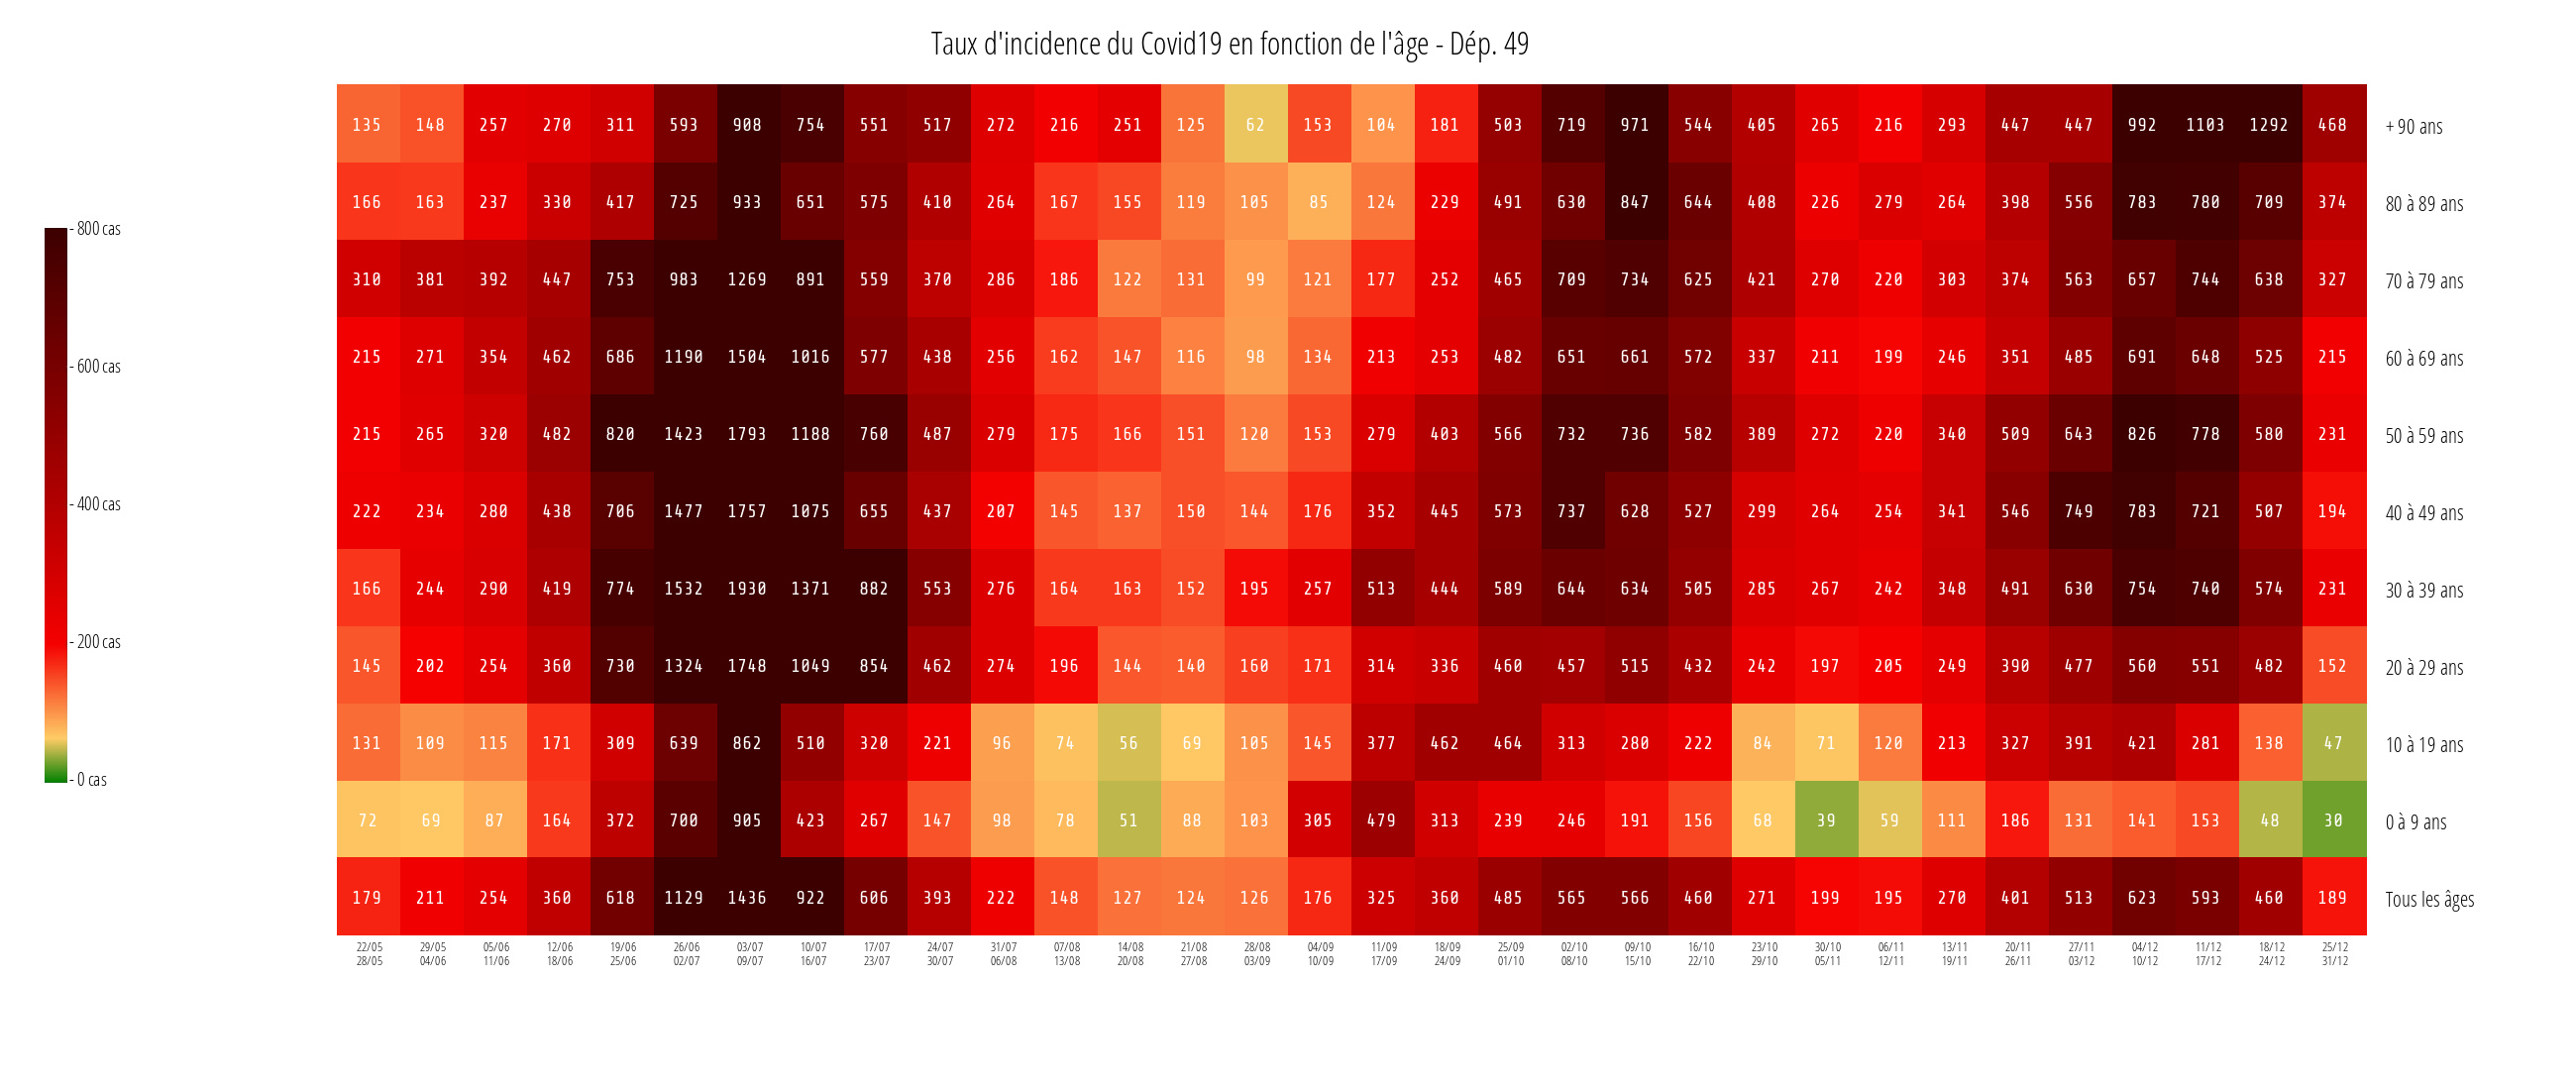 Taux d'incidence du Covid19 en fonction de l'âge - Dép. 49
- 800 cas
- 600 cas
- 400 cas
- 200 cas
- 0 cas
135 148 257 270 311 593 908 754 551 517 272 216 251 125 62 153 104 181 503 719 971 544 405 265 216 293 447 447 992 1103 1292 468 + 90 ans
166 163 237 330 417 725 933 651 575 410 264 167 155 119 105 85 124 229 491 630 847 644 408 226 279 264 398 556 783 780 709 374 80 à 89 ans
310 381 392 447 753 983 1269 891 559 370 286 186 122 131 99 121 177 252 465 709 734 625 421 270 220 303 374 563 657 744 638 327 70 à 79 ans
215 271 354 462 686 1190 1504 1016 577 438 256 162 147 116 98 134 213 253 482 651 661 572 337 211 199 246 351 485 691 648 525 215 60 à 69 ans
215 265 320 482 820 1423 1793 1188 760 487 279 175 166 151 120 153 279 403 566 732 736 582 389 272 220 340 509 643 826 778 580 231 50 à 59 ans
222 234 280 438 706 1477 1757 1075 655 437 207 145 137 150 144 176 352 445 573 737 628 527 299 264 254 341 546 749 783 721 507 194 40 à 49 ans
166 244 290 419 774 1532 1930 1371 882 553 276 164 163 152 195 257 513 444 589 644 634 505 285 267 242 348 491 630 754 740 574 231 30 à 39 ans
145 202 254 360 730 1324 1748 1049 854 462 274 196 144 140 160 171 314 336 460 457 515 432 242 197 205 249 390 477 560 551 482 152 20 à 29 ans
131 109 115 171 309 639 862 510 320 221 96 74 56 69 105 145 377 462 464 313 280 222 84 71 120 213 327 391 421 281 138 47 10 à 19 ans
72 69 87 164 372 700 905 423 267 147 98 78 51 88 103 305 479 313 239 246 191 156 68 39 59 111 186 131 141 153 48 30 0 à 9 ans
179 211 254 360 618 1129 1436 922 606 393 222 148 127 124 126 176 325 360 485 565 566 460 271 199 195 270 401 513 623 593 460 189 Tous les âges
22/05 29/05 05/06 12/06 19/06 26/06 03/07 10/07 17/07 24/07 31/07 07/08 14/08 21/08 28/08 04/09 11/09 18/09 25/09 02/10 09/10 16/10 23/10 30/10 06/11 13/11 20/11 27/11 04/12 11/12 18/12 25/12
28/05 04/06 11/06 18/06 25/06 02/07 09/07 16/07 23/07 30/07 06/08 13/08 20/08 27/08 03/09 10/09 17/09 24/09 01/10 08/10 15/10 22/10 29/10 05/11 12/11 19/11 26/11 03/12 10/12 17/12 24/12 31/12